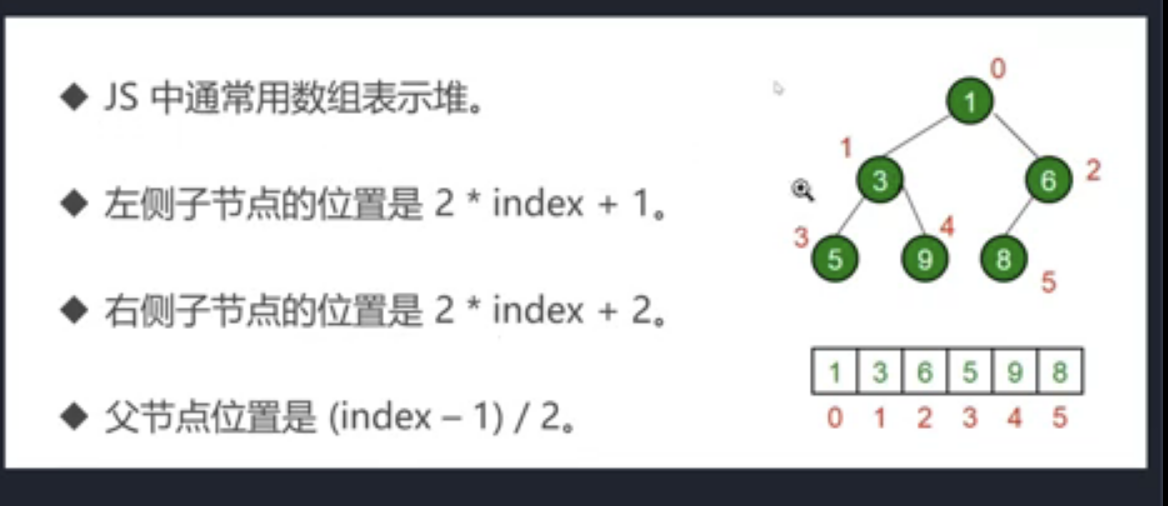 ◆ JS 中通常用数组表示堆。
◆ 左侧子节点的位置是 2 * index + 1。
◆ 右侧子节点的位置是 2 * index + 2。
◆ 父节点位置是 (index – 1) / 2。
0
1
1
3
6
2
3
5
9
4
8
5
1 3 6 5 9 8
0 1 2 3 4 5